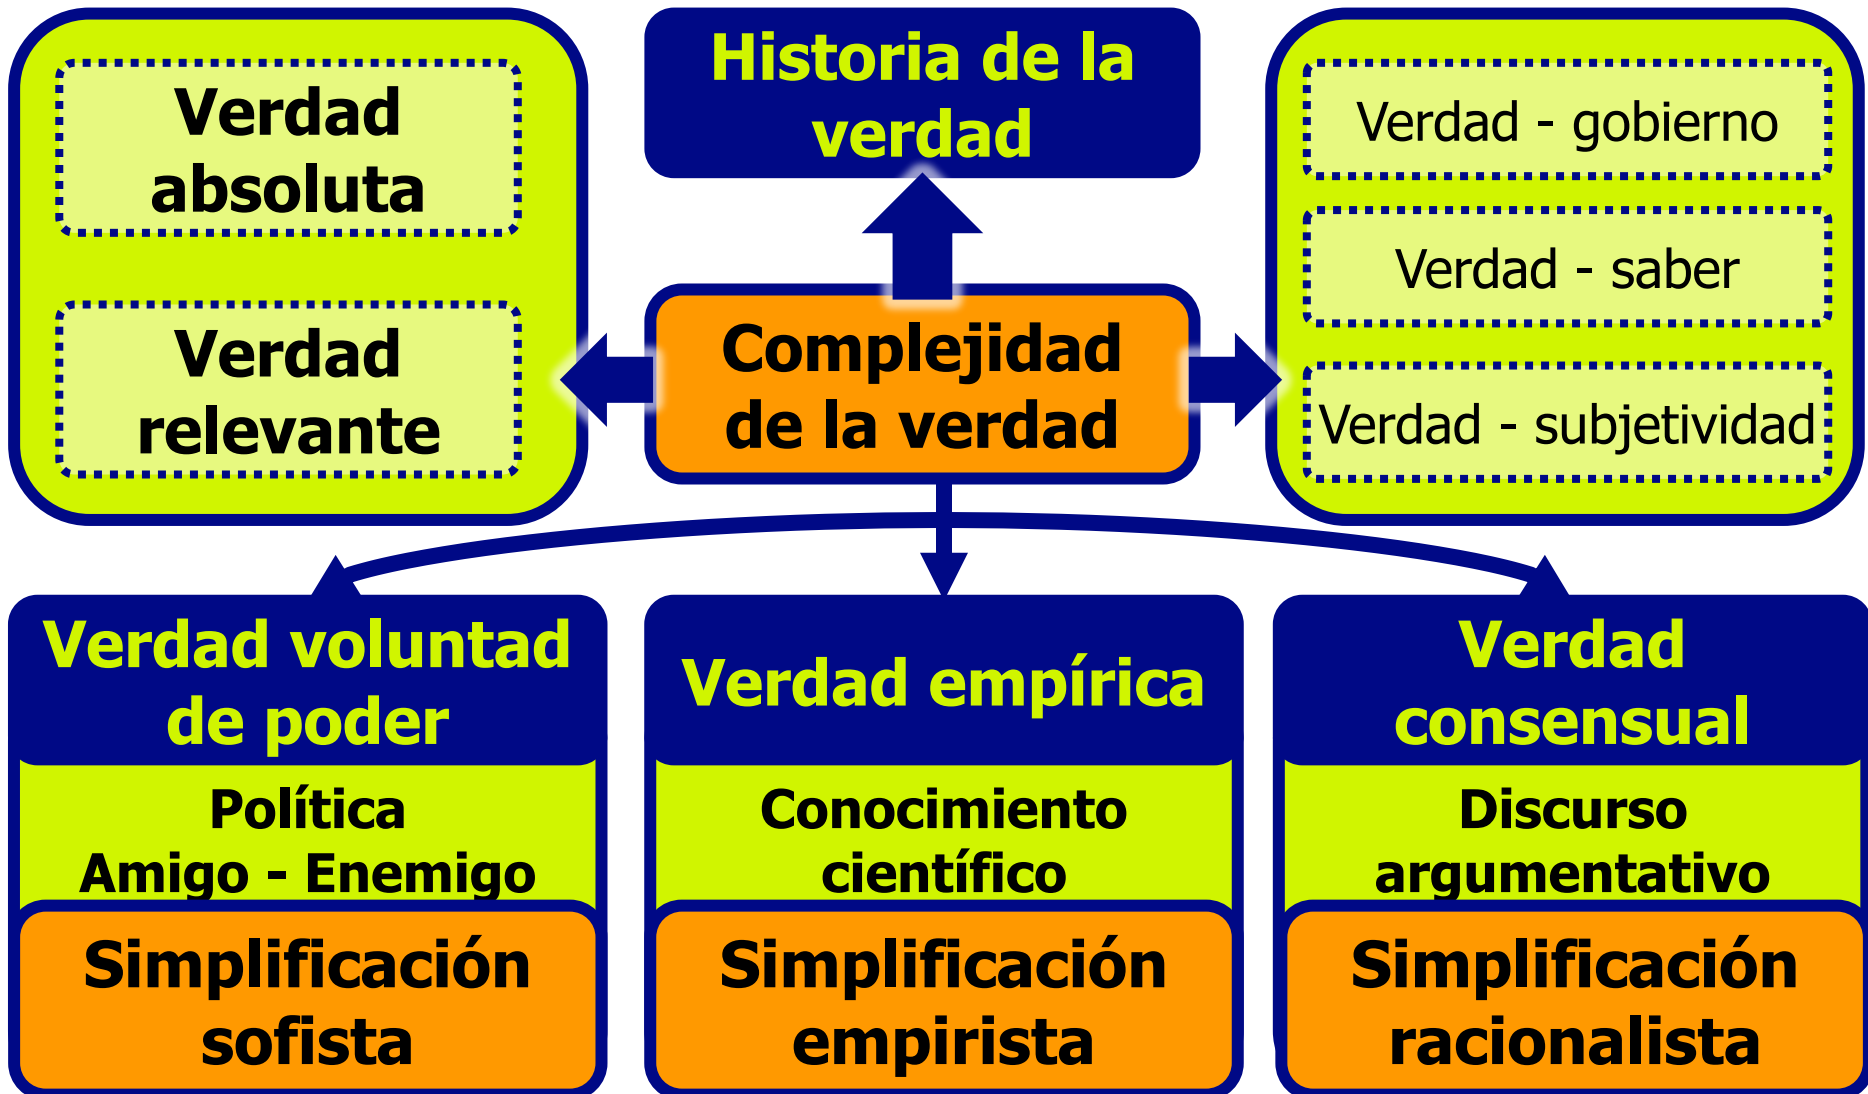 Verdad
absoluta
Verdad
relevante
Historia de la
verdad
Complejidad
de la verdad
Verdad - gobierno
Verdad - saber
Verdad - subjetividad
Verdad voluntad
de poder
Política
Amigo - Enemigo
Simplificación
sofista
Verdad empírica
Conocimiento
científico
Simplificación
empirista
Verdad
consensual
Discurso
argumentativo
Simplificación
racionalista